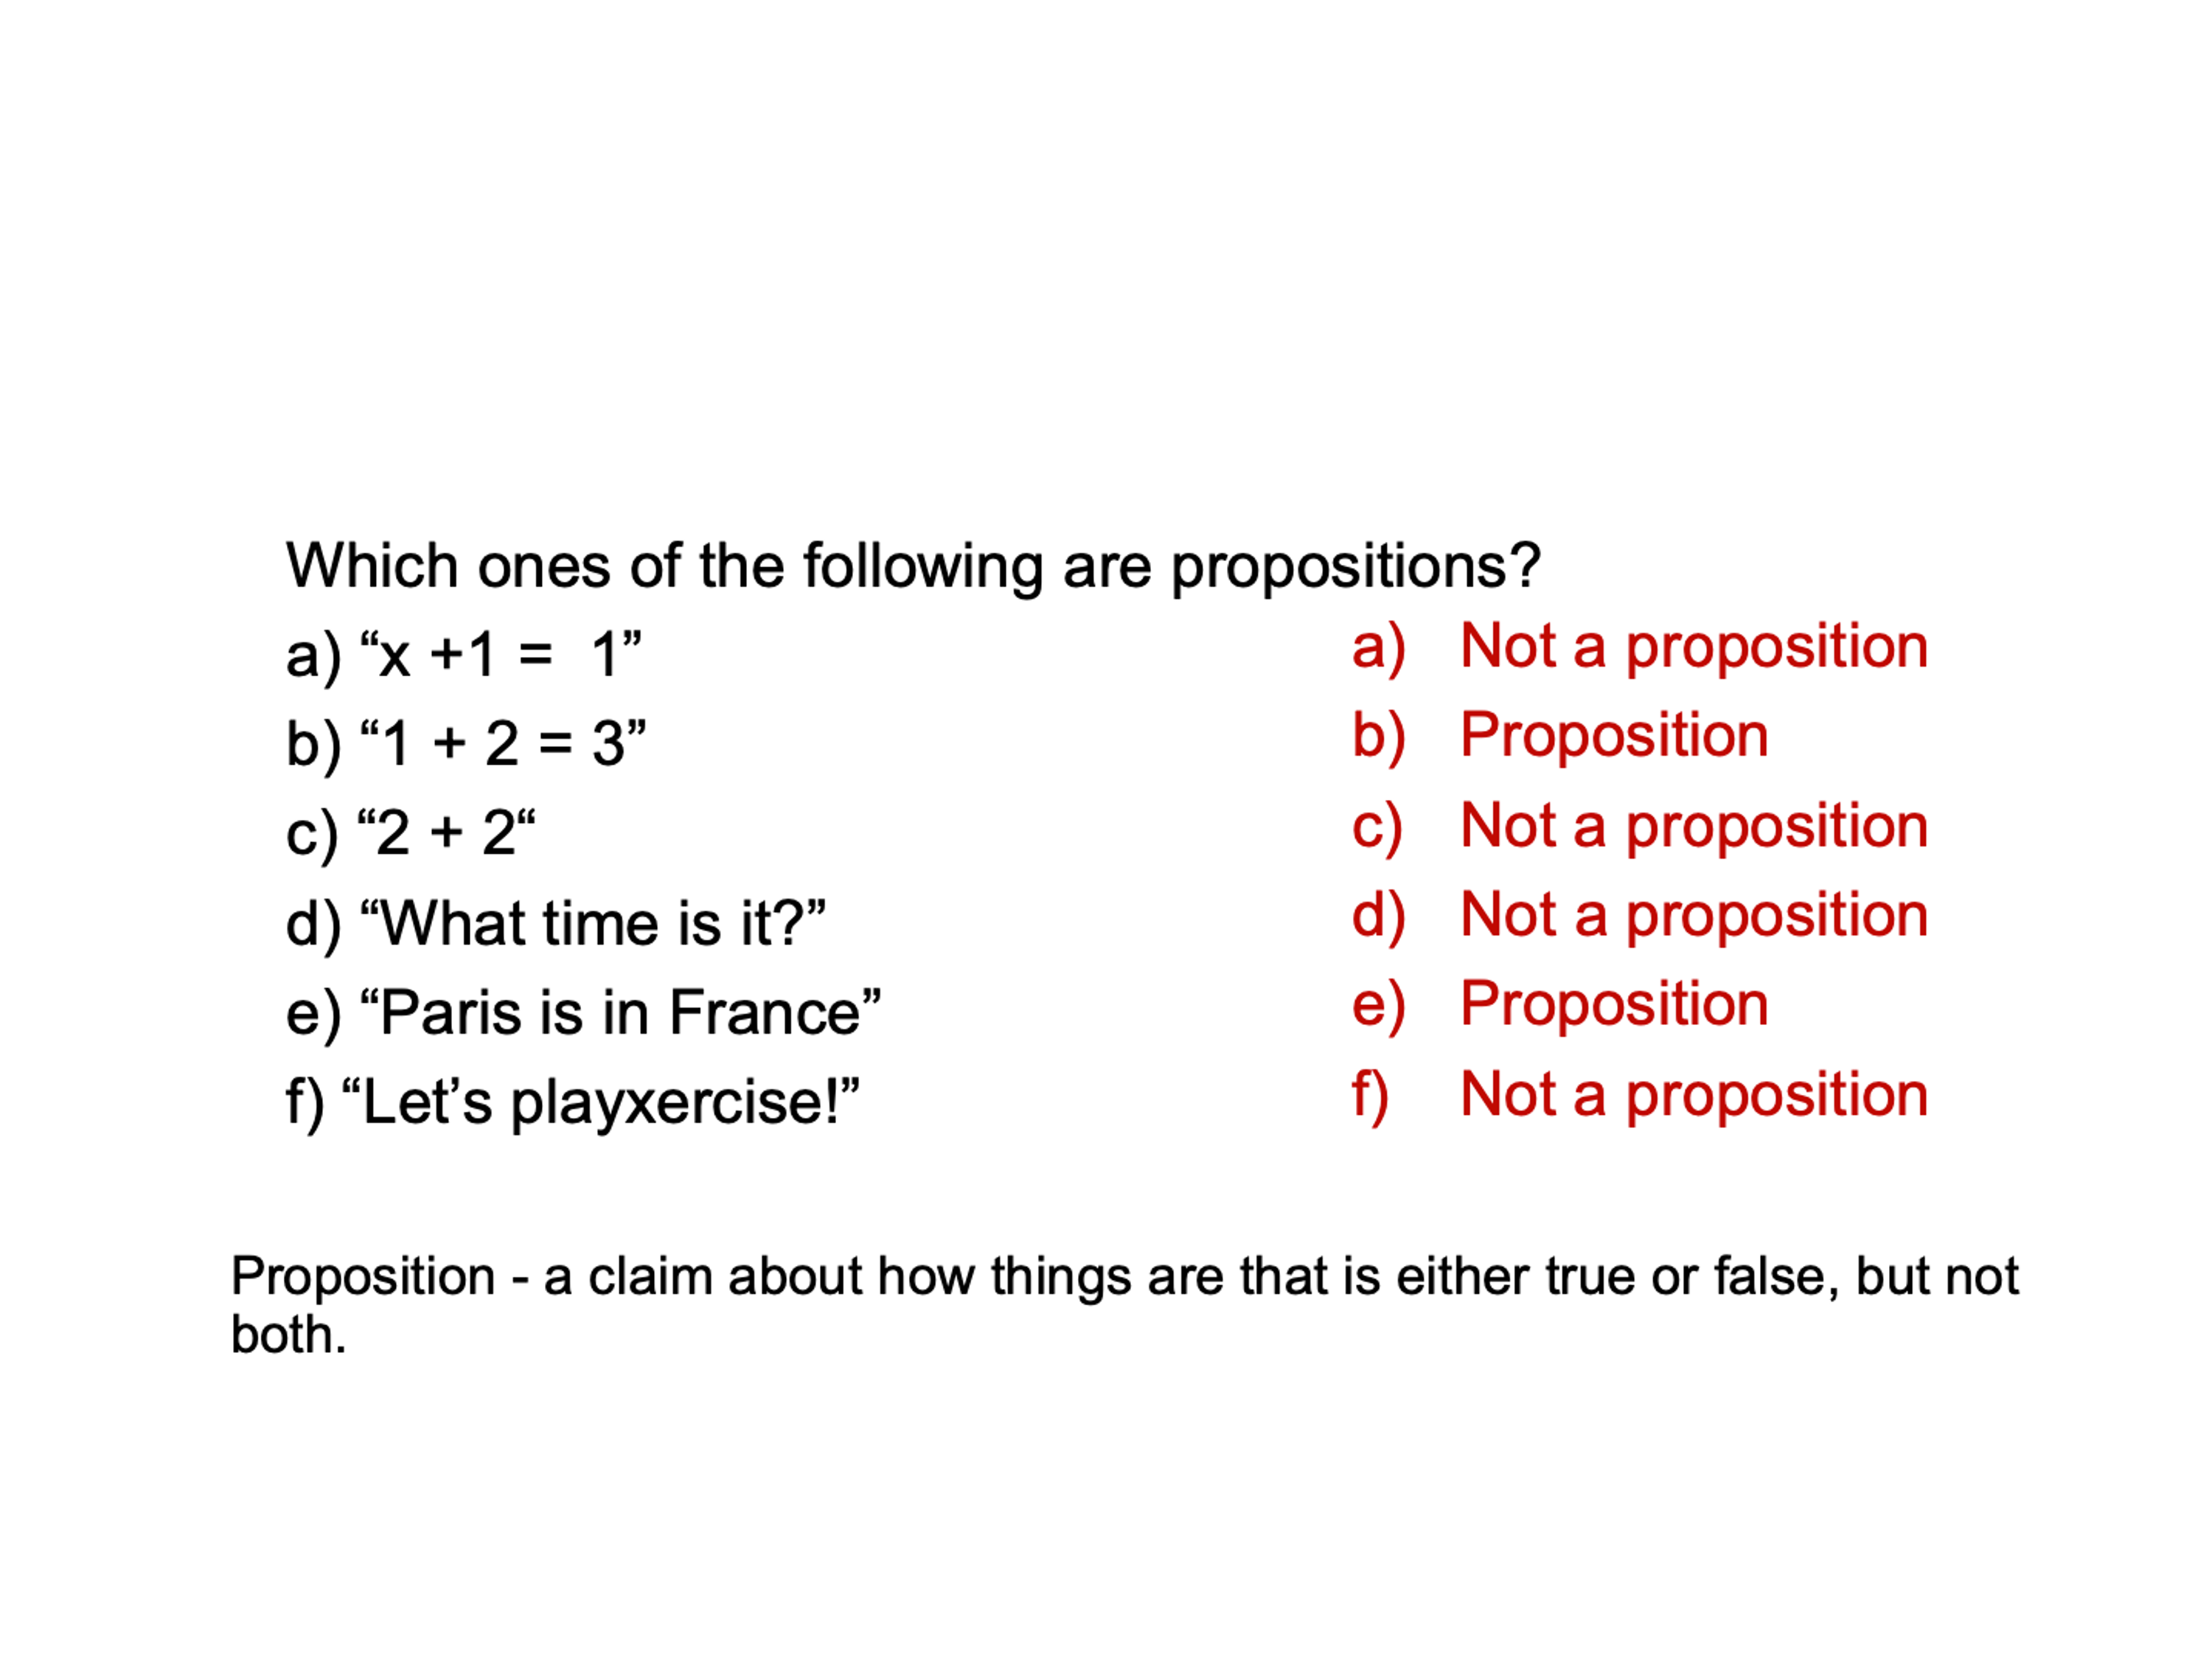 Which ones of the following are propositions?
a) “x +1 =  1”
a) Not a proposition
b) “1 + 2 = 3”
b) Proposition
c) “2 + 2“
c) Not a proposition
d) “What time is it?”
d) Not a proposition
e) “Paris is in France”
e) Proposition
f) “Let’s playxercise!”
f) Not a proposition
Proposition - a claim about how things are that is either true or false, but not
both.